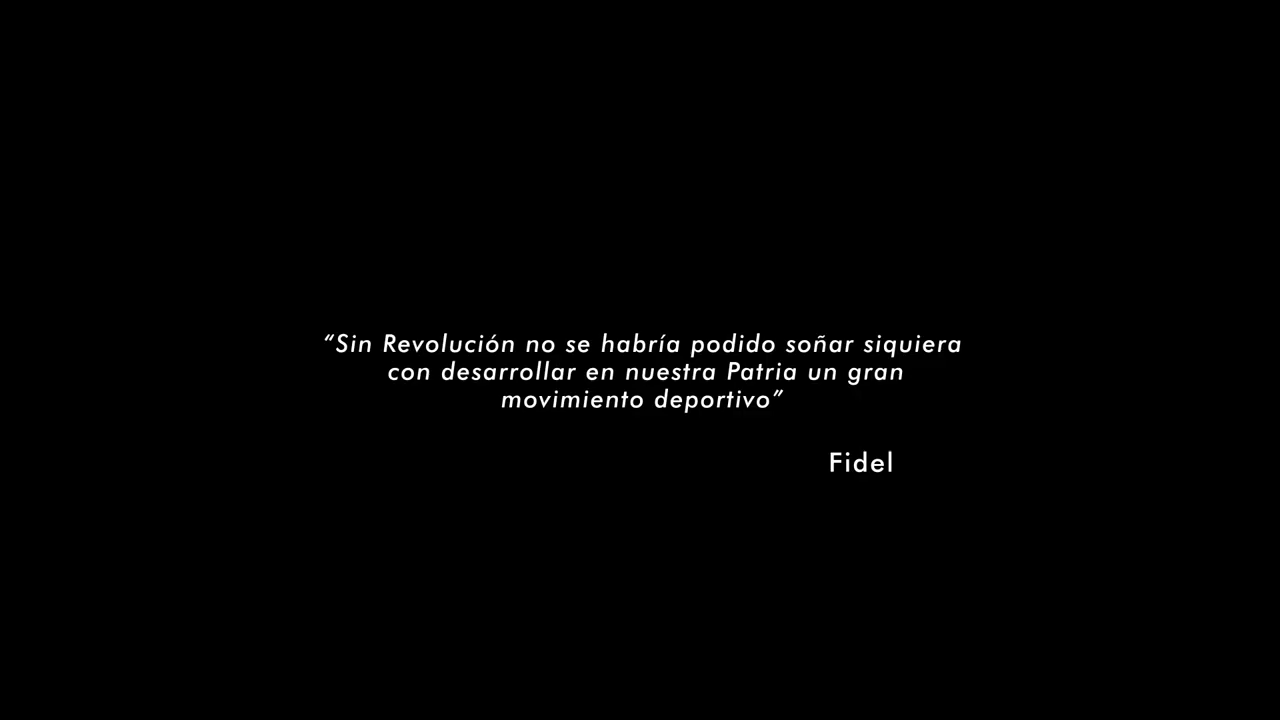 “Sin Revolución no se habría podido soñar siquiera
con desarrollar en nuestra Patria un gran
movimiento deportivo”
Fidel